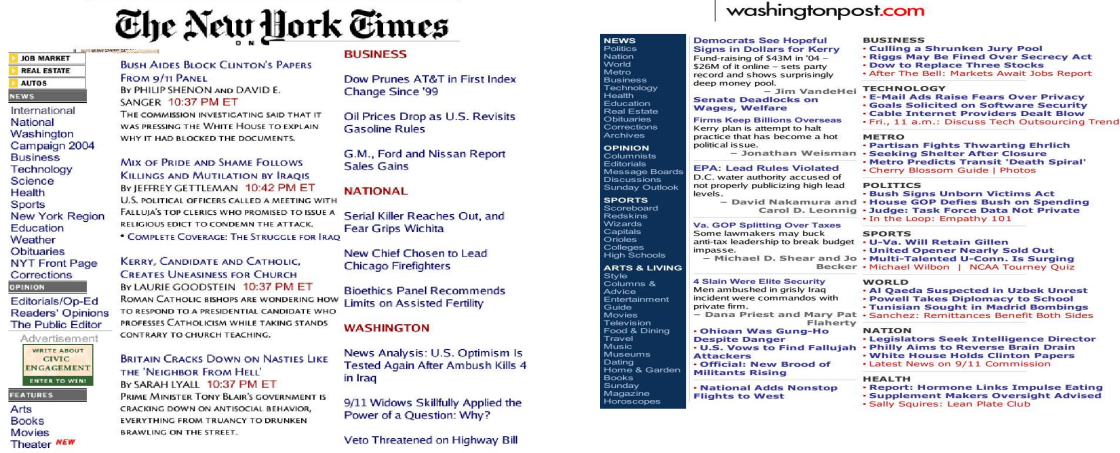 The New York Times
ON
JOB MARKET
REAL ESTATE
AUTOS
NEWS
International
National
Washington
Campaign 2004
Business
Technology
Science
Health
Sports
New York Region
Education
Weather
Obituaries
NYT Front Page
Corrections
OPINION
Editorials/Op-Ed
Readers' Opinions
The Public Editor
Advertisement
WRITE ABOUT
CIVIC
ENGAGEMENT
ENTER TO WIN!
FEATURES
Arts
Books
Movies
Theater NEW
BUSH AIDES BLOCK CLINTON'S PAPERS
FROM 9/11 PANEL
BY PHILIP SHENON AND DAVID E.
SANGER 10:37 PM ET
THE COMMISSION INVESTIGATING SAID THAT IT
WAS PRESSING THE WHITE HOUSE TO EXPLAIN
WHY IT HAD BLOCKED THE DOCUMENTS.
MIX OF PRIDE AND SHAME FOLLOWS
KILLINGS AND MUTILATION BY IRAQIS
BY JEFFREY GETTLEMAN 10:42 PM ET
U.S. POLITICAL OFFICERS CALLED A MEETING WITH
FALLUJA'S TOP CLERICS WHO PROMISED TO ISSUE A
RELIGIOUS EDICT TO CONDEMN THE ATTACK.
• COMPLETE COVERAGE: THE STRUGGLE FOR IRAQ
KERRY, CANDIDATE AND CATHOLIC,
CREATES UNEASINESS FOR CHURCH
BY LAURIE GOODSTEIN 10:37 PM ET
ROMAN CATHOLIC BISHOPS ARE WONDERING HOW
TO RESPOND TO A PRESIDENTIAL CANDIDATE WHO
PROFESSES CATHOLICISM WHILE TAKING STANDS
CONTRARY TO CHURCH TEACHING.
BRITAIN CRACKS DOWN ON NASTIES LIKE
THE 'NEIGHBOR FROM HELL'
BY SARAH LYALL 10:37 PM ET
PRIME MINISTER TONY BLAIR'S GOVERNMENT IS
CRACKING DOWN ON ANTISOCIAL BEHAVIOR,
EVERYTHING FROM TRUANCY TO DRUNKEN
BRAWLING ON THE STREET.
BUSINESS
Dow Prunes AT&T in First Index
Change Since '99
Oil Prices Drop as U.S. Revisits
Gasoline Rules
G.M., Ford and Nissan Report
Sales Gains
NATIONAL
Serial Killer Reaches Out, and
Fear Grips Wichita
New Chief Chosen to Lead
Chicago Firefighters
Bioethics Panel Recommends
Limits on Assisted Fertility
WASHINGTON
News Analysis: U.S. Optimism Is
Tested Again After Ambush Kills 4
in Iraq
9/11 Widows Skillfully Applied the
Power of a Question: Why?
Veto Threatened on Highway Bill
washingtonpost.com
NEWS
Politics
Nation
World
Metro
Business
Technology
Health
Education
Real Estate
Obituaries
Corrections
Archives
OPINION
Columnists
Editorials
Message Boards
Discussions
Sunday Outlook
SPORTS
Scoreboard
Redskins
Wizards
Capitals
Orioles
Colleges
High Schools
ARTS & LIVING
Style
Columns &
Advice
Entertainment
Guide
Movies
Television
Food & Dining
Travel
Music
Museums
Dating
Home & Garden
Books
Sunday
Magazine
Horoscopes
Democrats See Hopeful
Signs in Dollars for Kerry
Fund-raising of $43M in '04 –
$26M of it online – sets party
record and shows surprisingly
deep money pool.
– Jim VandeHei
Senate Deadlocks on
Wages, Welfare
Firms Keep Billions Overseas
Kerry plan is attempt to halt
practice that has become a hot
political issue.
– Jonathan Weisman
EPA: Lead Rules Violated
D.C. water authority accused of
not properly publicizing high lead
levels.
– David Nakamura and
Carol D. Leonnig
Va. GOP Splitting Over Taxes
Some lawmakers may buck
anti-tax leadership to break budget
impasse.
– Michael D. Shear and Jo
Becker
4 Slain Were Elite Security
Men ambushed in grisly Iraq
incident were commandos with
private firm.
– Dana Priest and Mary Pat
Flaherty
• Ohioan Was Gung-Ho
Despite Danger
• U.S. Vows to Find Fallujah
Attackers
• Official: New Brood of
Militants Rising
• National Adds Nonstop
Flights to West
BUSINESS
• Culling a Shrunken Jury Pool
• Riggs May Be Fined Over Secrecy Act
• Dow to Replace Three Stocks
• After The Bell: Markets Await Jobs Report
TECHNOLOGY
• E-Mail Ads Raise Fears Over Privacy
• Goals Solicited on Software Security
• Cable Internet Providers Dealt Blow
• Fri., 11 a.m.: Discuss Tech Outsourcing Trend
METRO
• Partisan Fights Thwarting Ehrlich
• Seeking Shelter After Closure
• Metro Predicts Transit 'Death Spiral'
• Cherry Blossom Guide | Photos
POLITICS
• Bush Signs Unborn Victims Act
• House GOP Defies Bush on Spending
• Judge: Task Force Data Not Private
• In the Loop: Empathy 101
SPORTS
• U-Va. Will Retain Gillen
• United Opener Nearly Sold Out
• Multi-Talented U-Conn. Is Surging
• Michael Wilbon | NCAA Tourney Quiz
WORLD
• Al Qaeda Suspected in Uzbek Unrest
• Powell Takes Diplomacy to School
• Tunisian Sought in Madrid Bombings
• Sanchez: Remittances Benefit Both Sides
NATION
• Legislators Seek Intelligence Director
• Philly Aims to Reverse Brain Drain
• White House Holds Clinton Papers
• Latest News on 9/11 Commission
HEALTH
• Report: Hormone Links Impulse Eating
• Supplement Makers Oversight Advised
• Sally Squires: Lean Plate Club